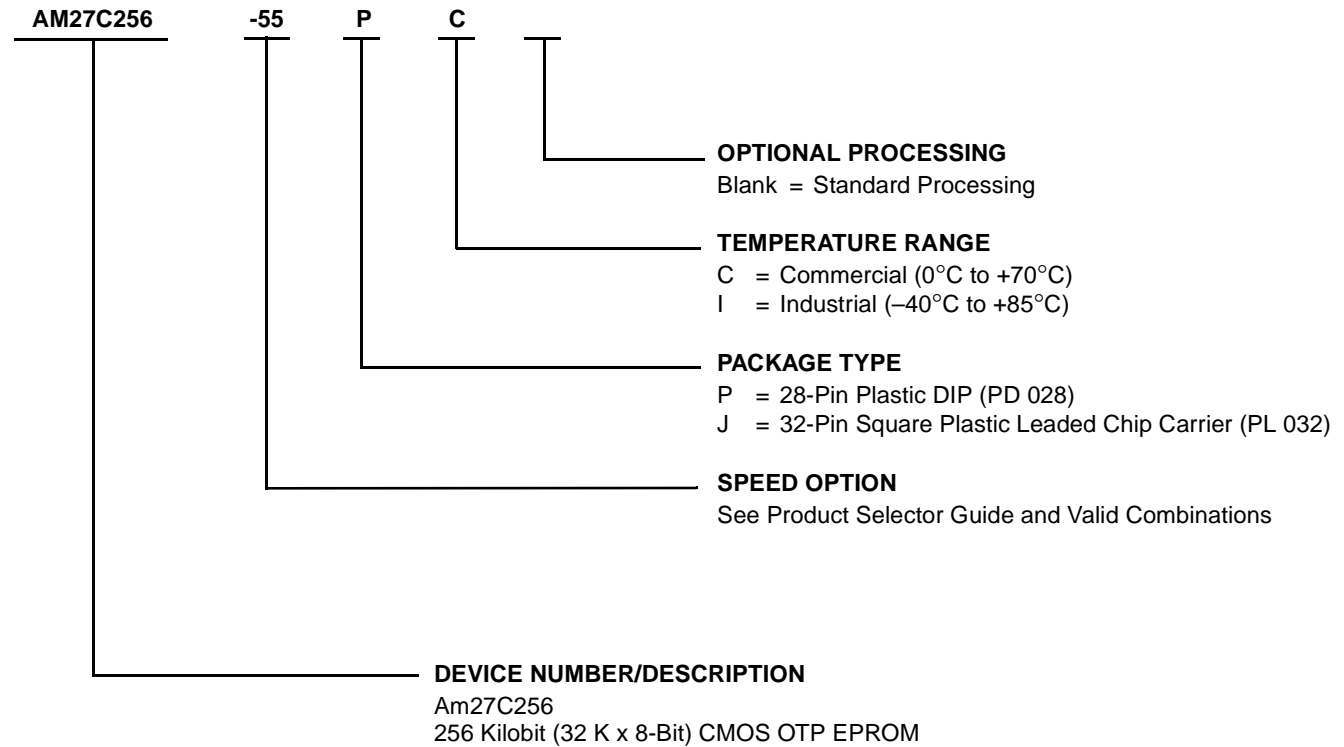 AM27C256 -55 P C
OPTIONAL PROCESSING
Blank = Standard Processing
TEMPERATURE RANGE
C = Commercial (0°C to +70°C)
I = Industrial (–40°C to +85°C)
PACKAGE TYPE
P = 28-Pin Plastic DIP (PD 028)
J = 32-Pin Square Plastic Leaded Chip Carrier (PL 032)
SPEED OPTION
See Product Selector Guide and Valid Combinations
DEVICE NUMBER/DESCRIPTION
Am27C256
256 Kilobit (32 K x 8-Bit) CMOS OTP EPROM